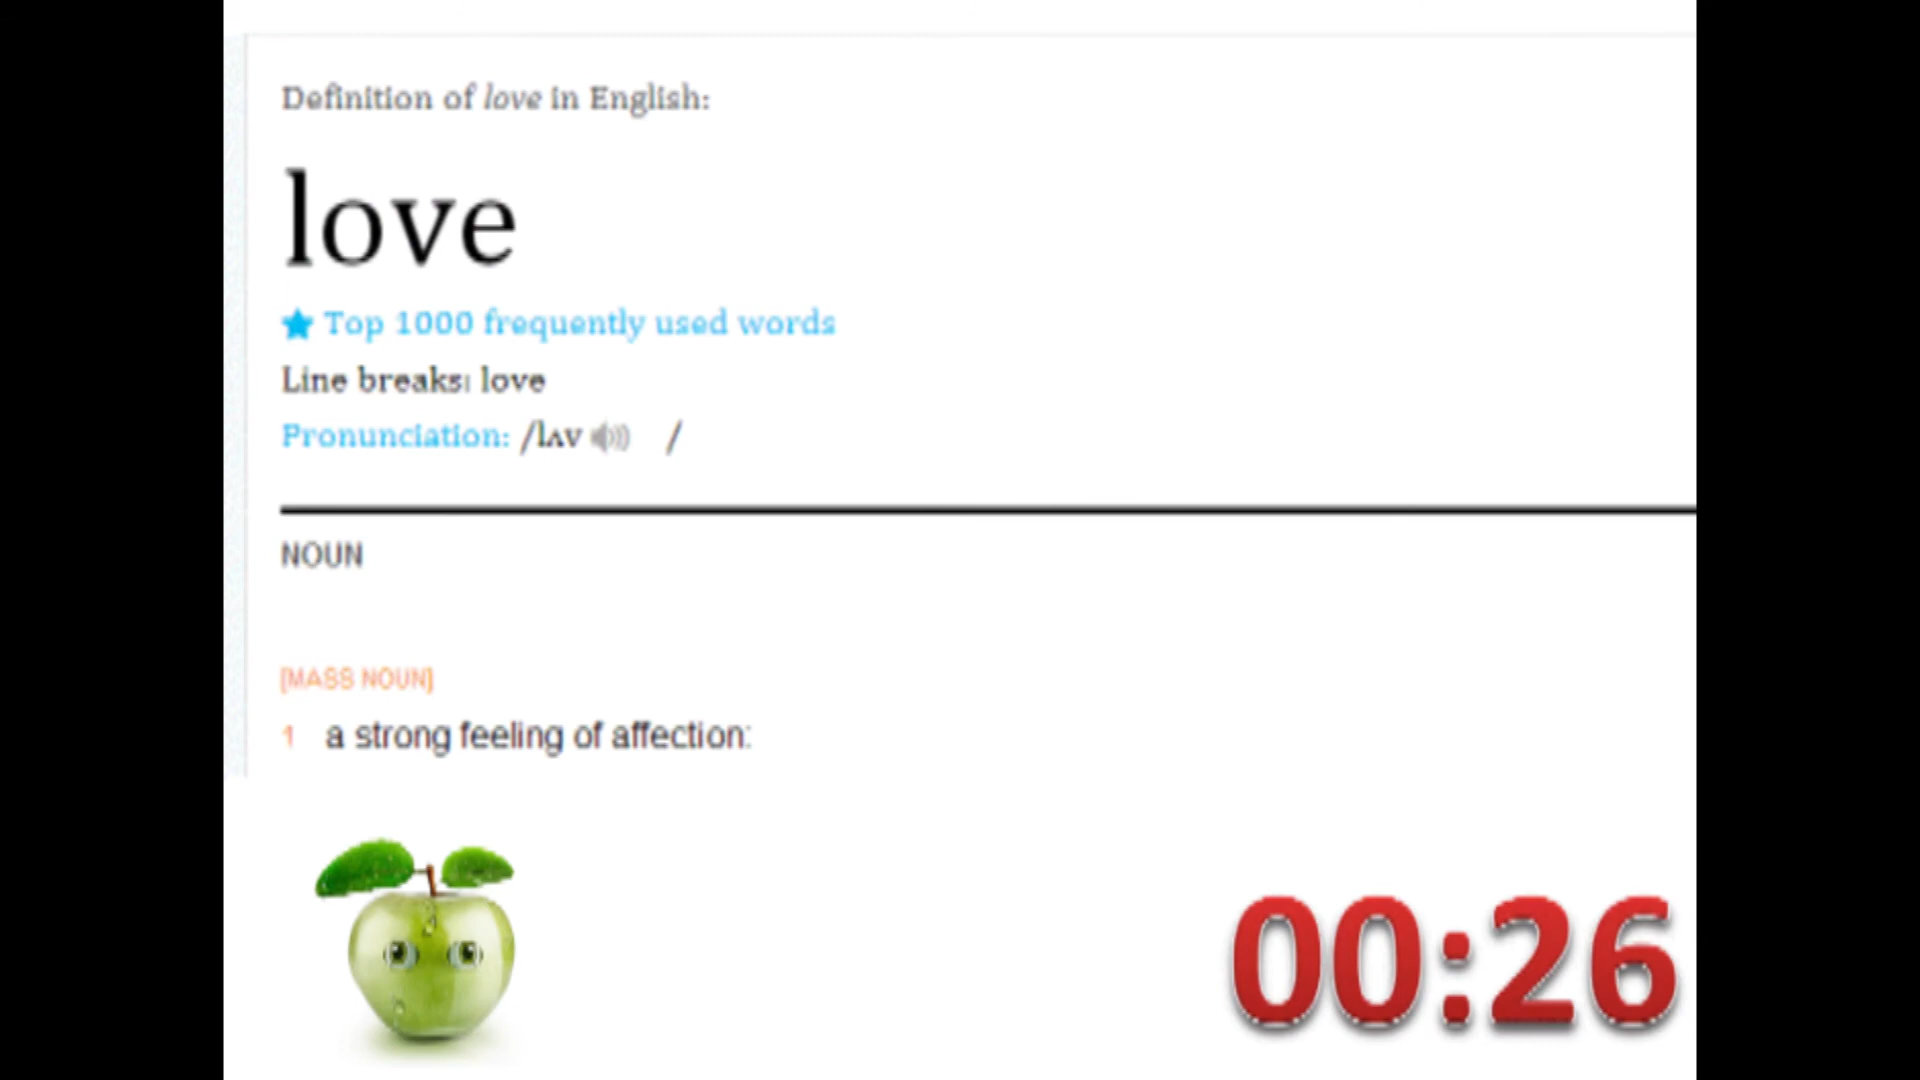 Definition of love in English:
love
Top 1000 frequently used words
Line breaks: love
Pronunciation: /lʌv /
NOUN
[MASS NOUN]
1 a strong feeling of affection:
00:26